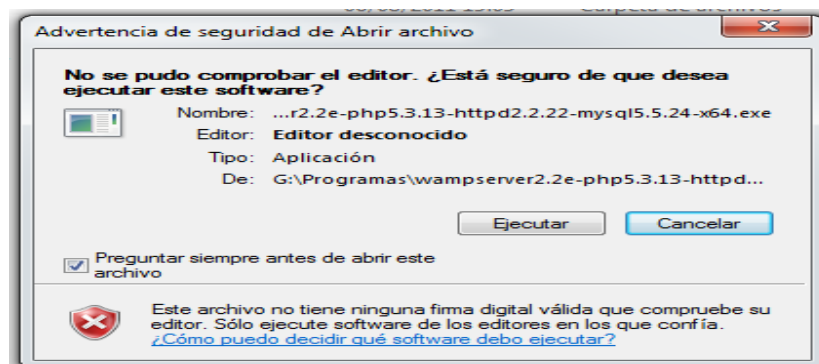 Advertencia de seguridad de Abrir archivo
No se pudo comprobar el editor. ¿Está seguro de que desea
ejecutar este software?
Nombre: ...r2.2e-php5.3.13-httpd2.2.22-mysql5.5.24-x64.exe
Editor: Editor desconocido
Tipo: Aplicación
De: G:\Programas\wampserver2.2e-php5.3.13-httpd...
Ejecutar Cancelar
Preguntar siempre antes de abrir este
archivo
Este archivo no tiene ninguna firma digital válida que compruebe su
editor. Sólo ejecute software de los editores en los que confía.
¿Cómo puedo decidir qué software debo ejecutar?